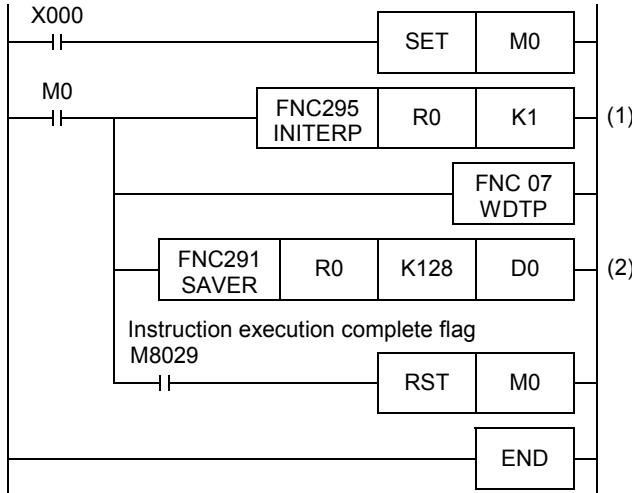 X000
SET M0
M0
FNC295
INITERP R0 K1 (1)
FNC 07
WDTP
FNC291
SAVER R0 K128 D0 (2)
Instruction execution complete flag
M8029
RST M0
END